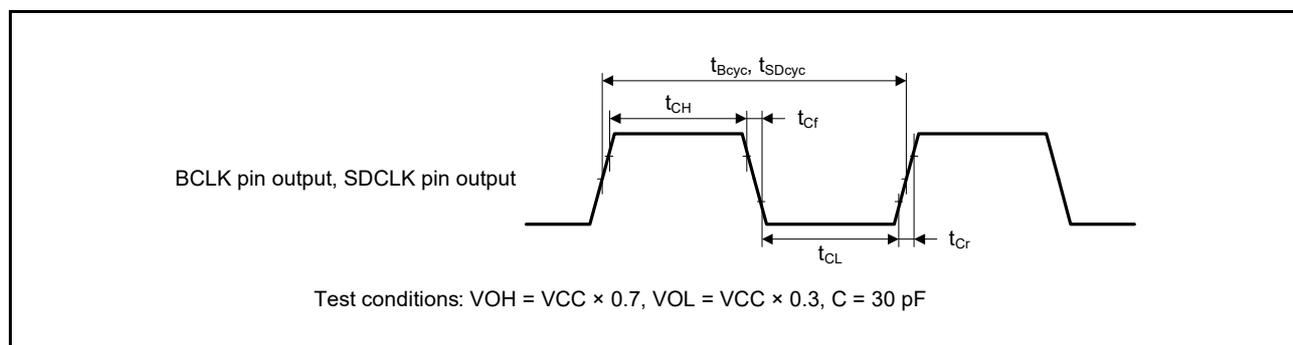 tBcyc, tSDcyc
tCH
tCf
BCLK pin output, SDCLK pin output
tCL
tCr
Test conditions: VOH = VCC × 0.7, VOL = VCC × 0.3, C = 30 pF